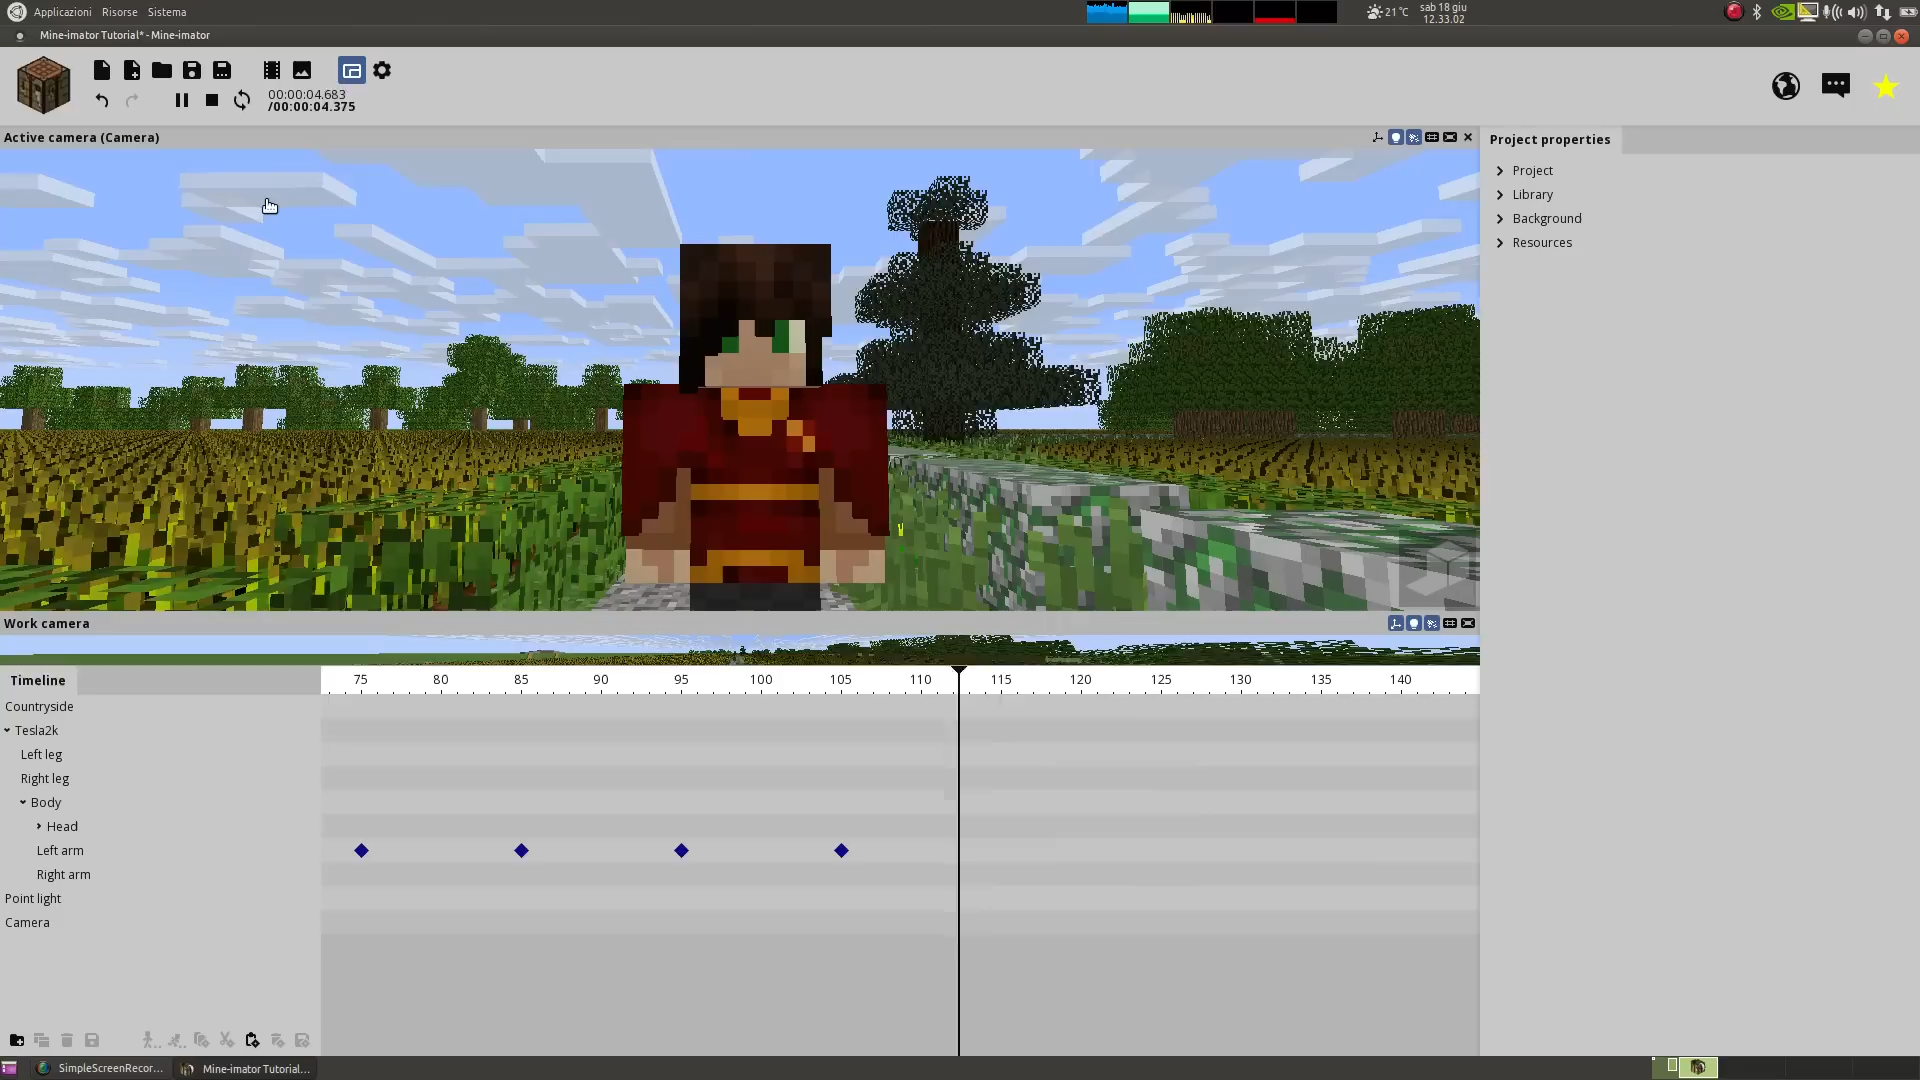 Applicazioni Risorse Sistema
21 °C
sab 18 giu
12.33.02
Mine-imator Tutorial* - Mine-imator
00:00:04.683
/00:00:04.375
Active camera (Camera)
Project properties
Project
Library
Background
Resources
Work camera
Timeline
75 80 85 90 95 100 105 110 115 120 125 130 135 140
Countryside
Tesla2k
Left leg
Right leg
Body
Head
Left arm
Right arm
Point light
Camera
SimpleScreenRecor...
Mine-imator Tutorial...